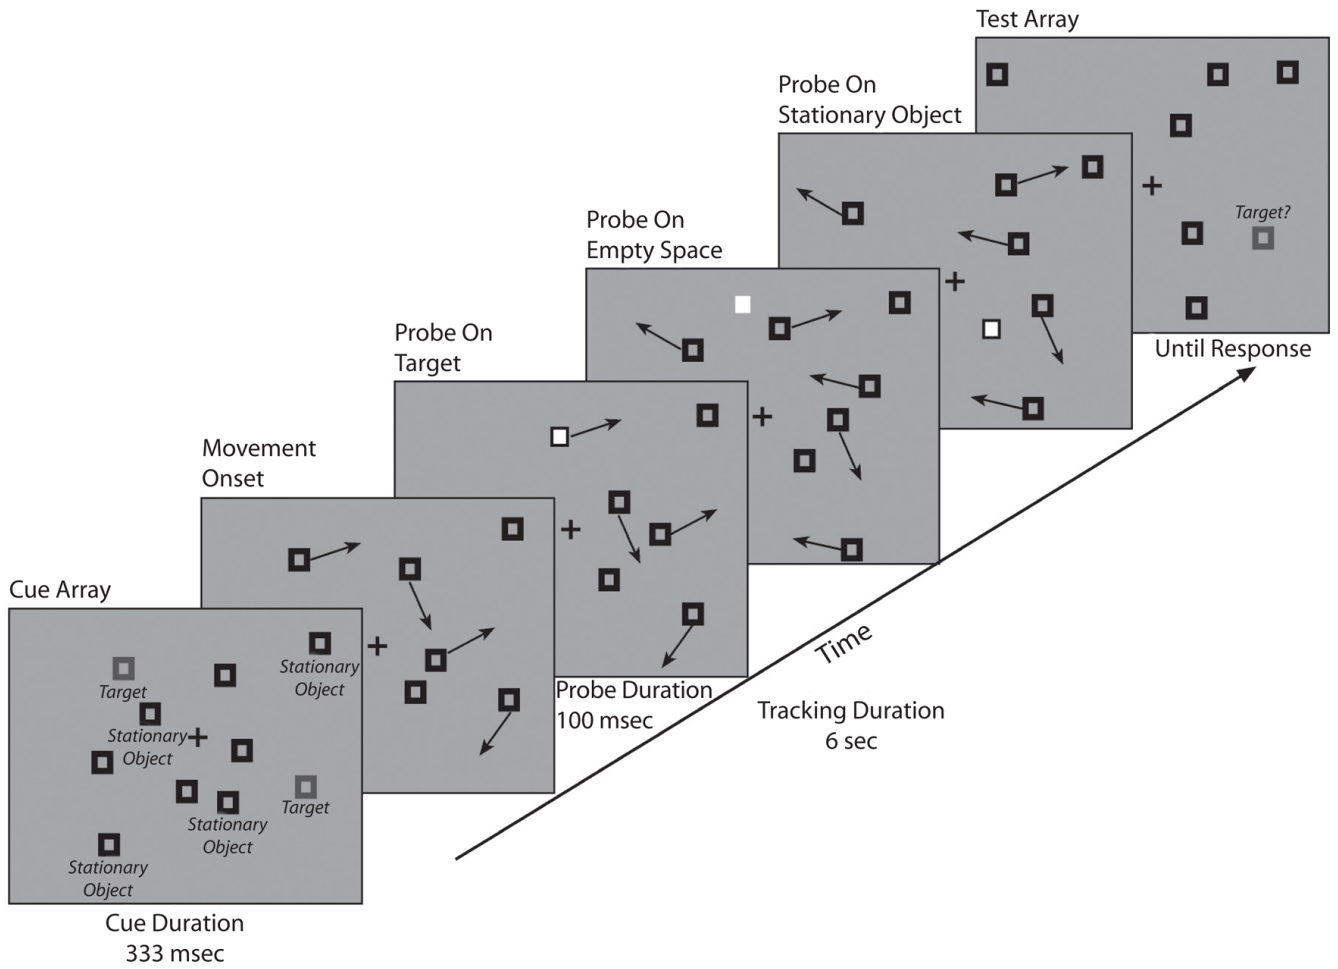 Test Array
Probe On
Stationary Object
Target?
Until Response
Probe On
Empty Space
Probe On
Target
Movement
Onset
Cue Array
Target
Stationary
Object
Stationary
Object
Target
Stationary
Object
Stationary
Object
Cue Duration
333 msec
Probe Duration
100 msec
Time
Tracking Duration
6 sec